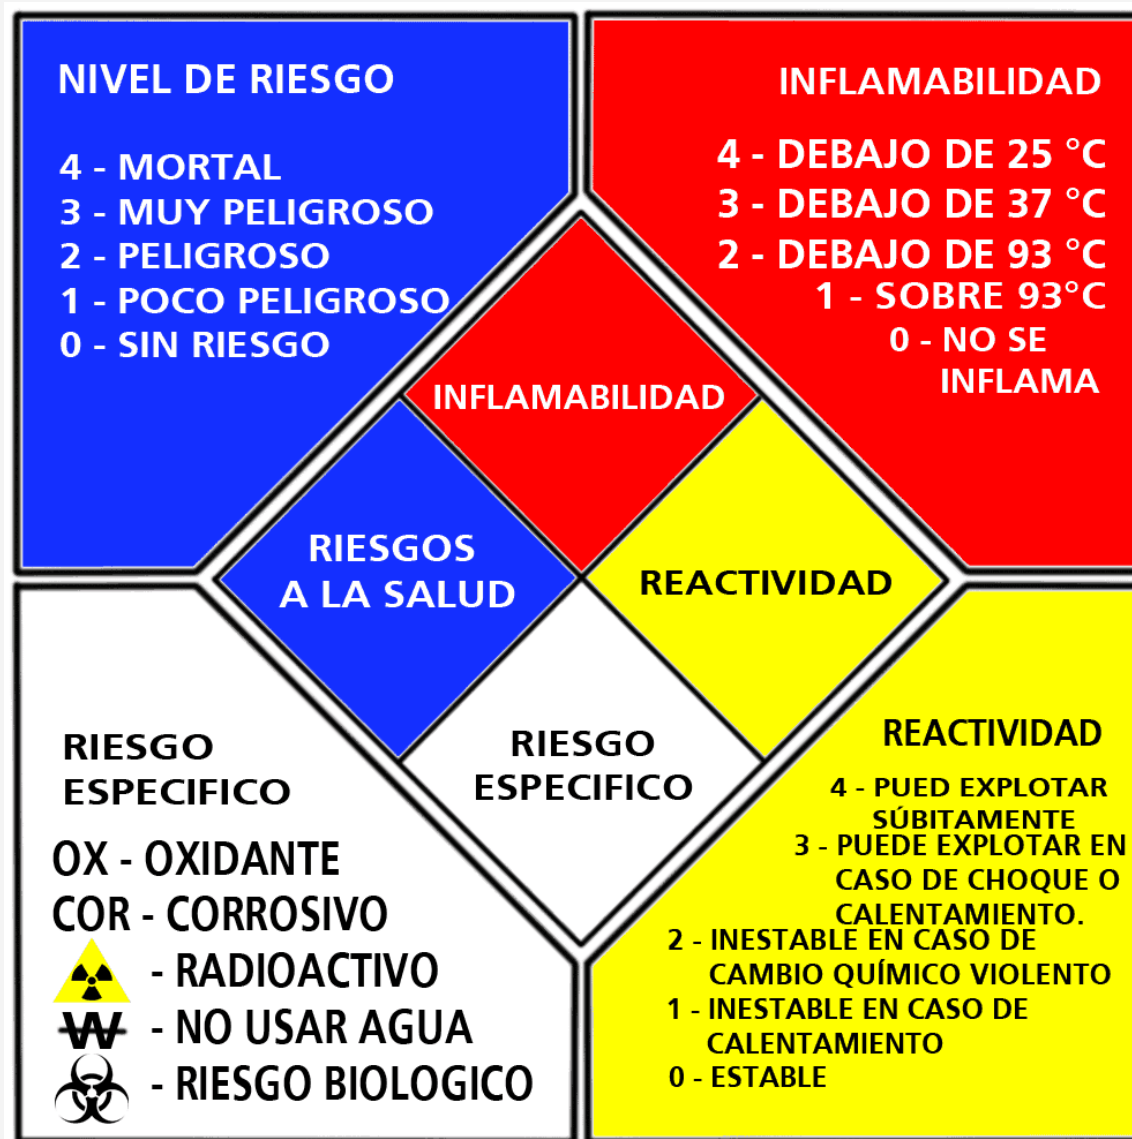 NIVEL DE RIESGO
4 - MORTAL
3 - MUY PELIGROSO
2 - PELIGROSO
1 - POCO PELIGROSO
0 - SIN RIESGO
INFLAMABILIDAD
4 - DEBAJO DE 25 °C
3 - DEBAJO DE 37 °C
2 - DEBAJO DE 93 °C
1 - SOBRE 93°C
0 - NO SE
INFLAMA
INFLAMABILIDAD
RIESGOS
A LA SALUD
REACTIVIDAD
RIESGO
ESPECIFICO
RIESGO
ESPECIFICO
OX - OXIDANTE
COR - CORROSIVO
- RADIOACTIVO
W - NO USAR AGUA
- RIESGO BIOLOGICO
REACTIVIDAD
4 - PUED EXPLOTAR
SÚBITAMENTE
3 - PUEDE EXPLOTAR EN
CASO DE CHOQUE O
CALENTAMIENTO.
2 - INESTABLE EN CASO DE
CAMBIO QUÍMICO VIOLENTO
1 - INESTABLE EN CASO DE
CALENTAMIENTO
0 - ESTABLE